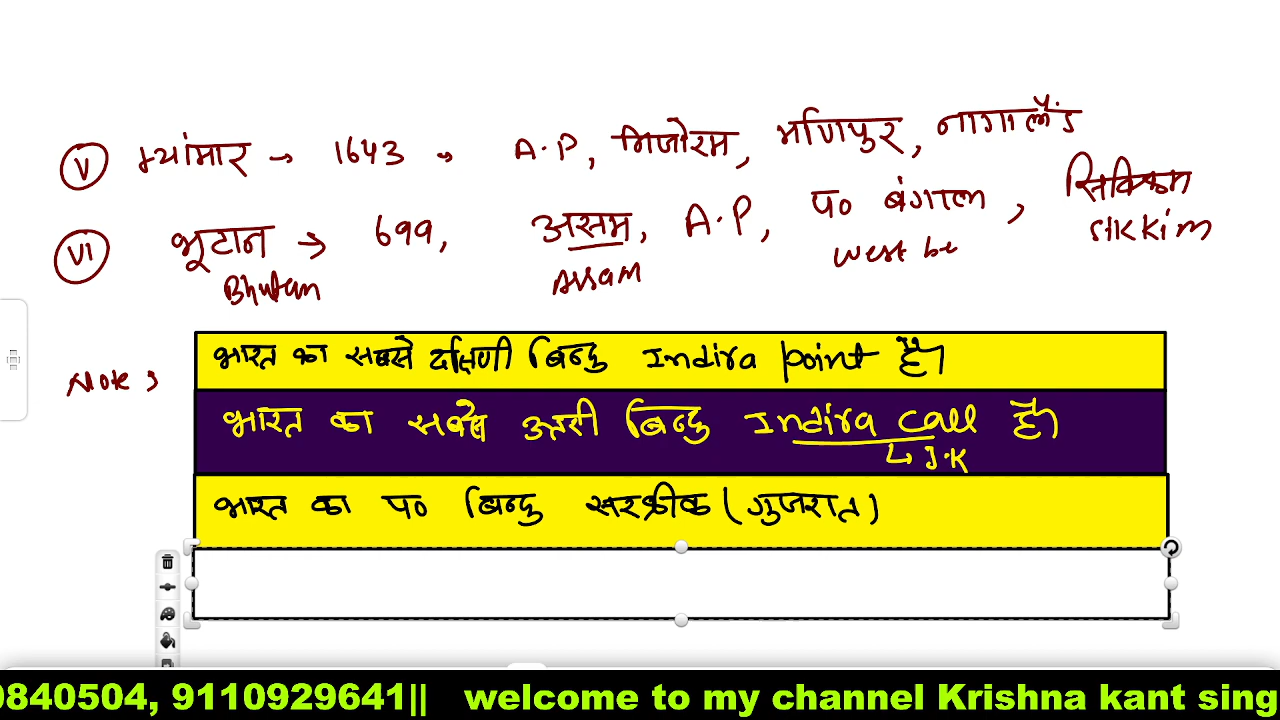 (V) म्यांमार → 1643 → A.P, मिजोरम, मणिपुर, नागालैंड
(VI) भूटान → 699, असम, A.P, प० बंगाल, सिक्किम
Bhutan Assam west be sikkim
Note → भारत का सबसे दक्षिणी बिन्दु Indira point है।
भारत का सबसे उत्तरी बिन्दु Indira call है।
↳ J.K
भारत का प० बिन्दु सरक्रीक (गुजरात)
0840504, 9110929641|| welcome to my channel Krishna kant sing